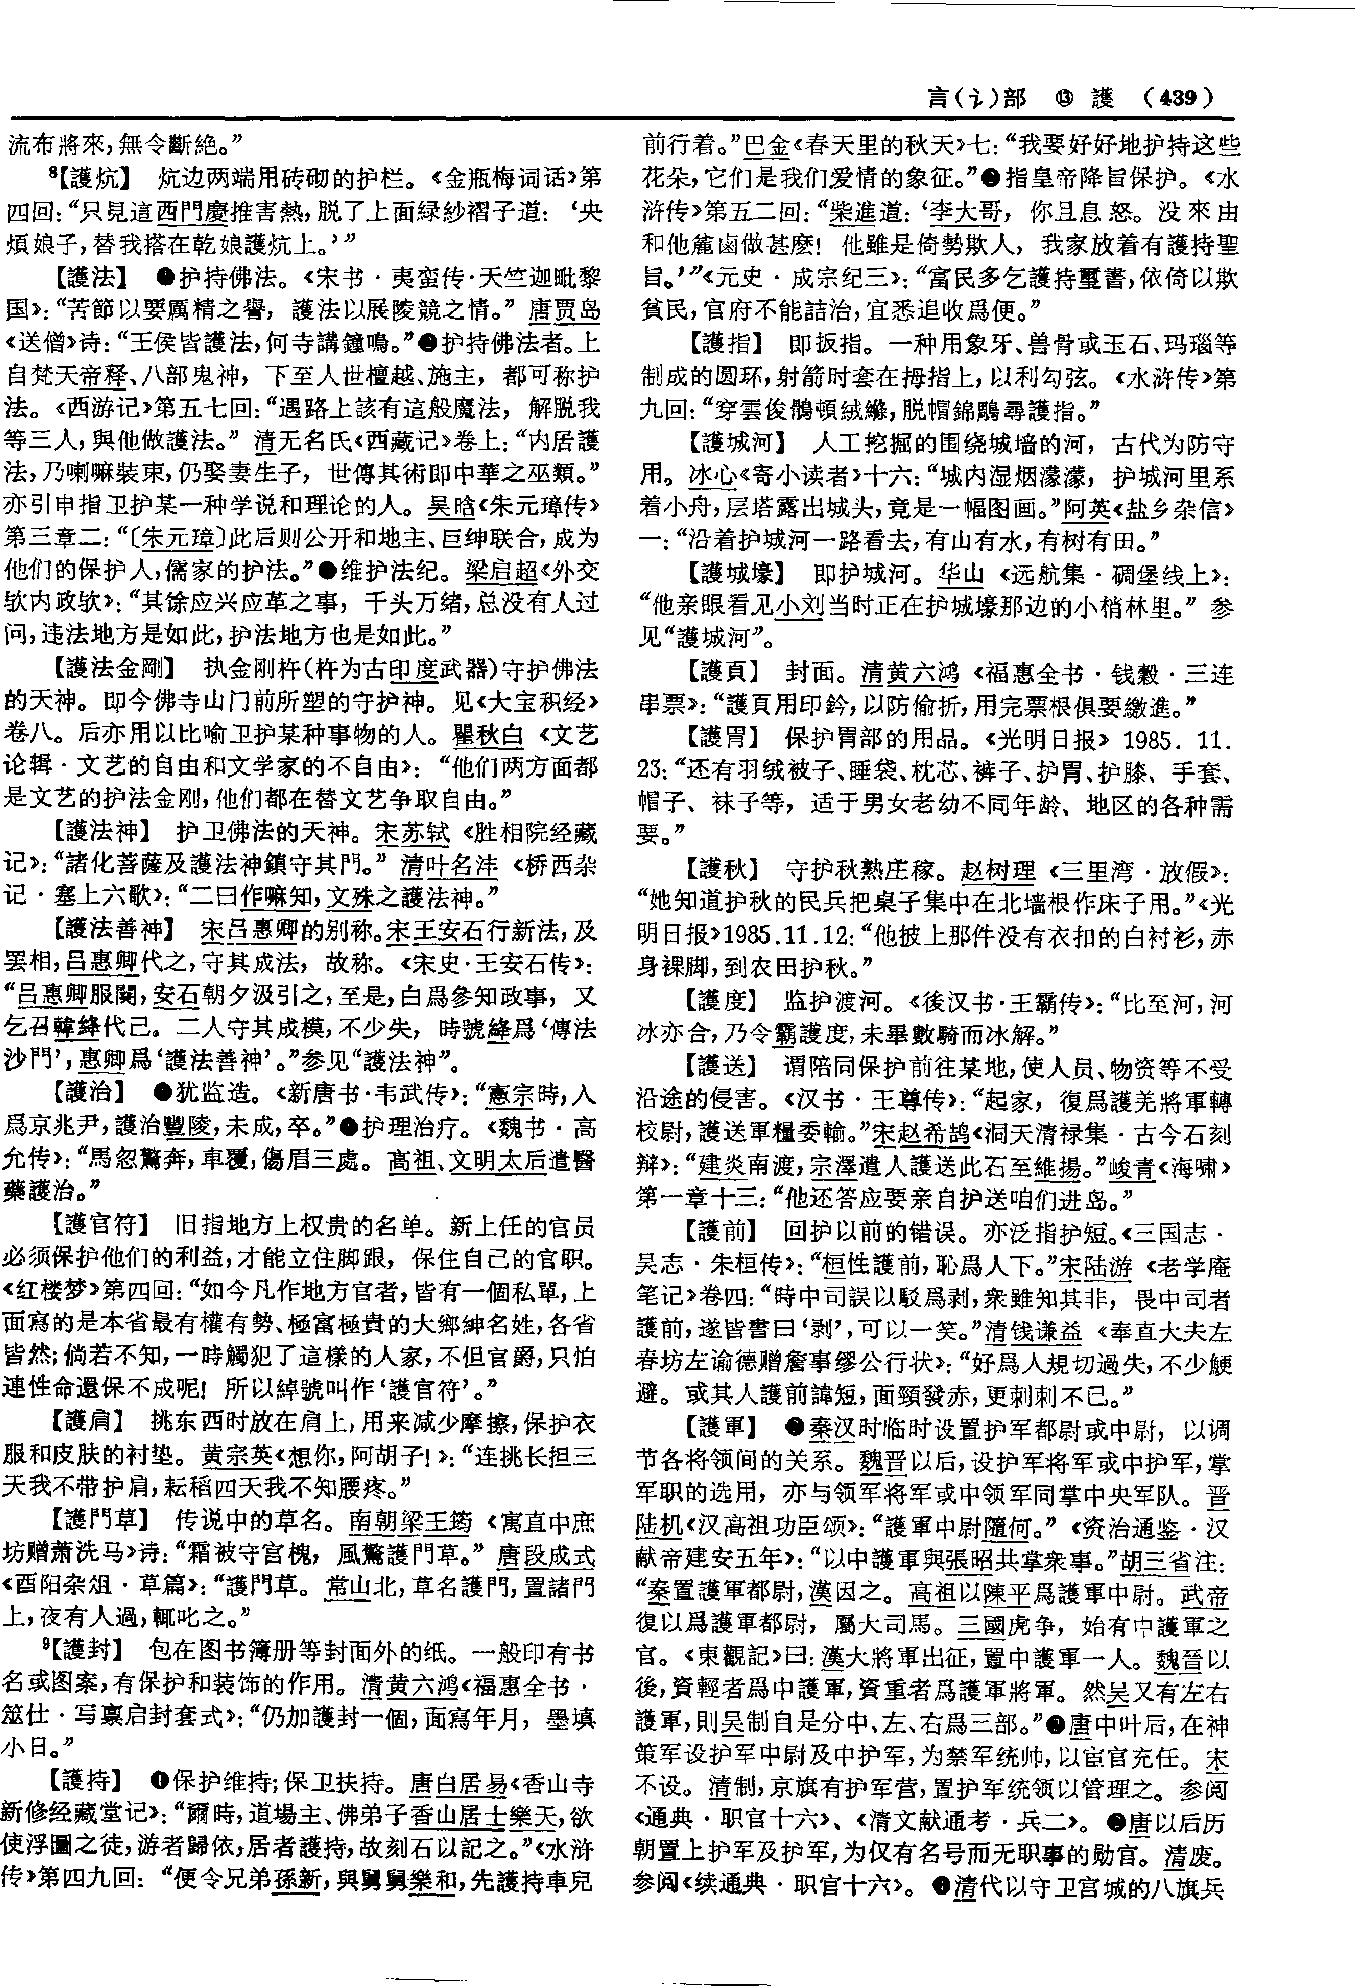 言(讠)部 ⑬ 護 (439)
流布將來,無令斷絶。”
⁸【護炕】 炕边两端用砖砌的护栏。《金瓶梅词话》第
四回:“只見這西門慶推害熱,脱了上面緑紗褶子道:‘央
煩娘子,替我搭在乾娘護炕上。’”
【護法】 ❶护持佛法。《宋书·夷蛮传·天竺迦毗黎
国》:“苦節以要厲精之譽,護法以展陵競之情。” 唐贾岛
《送僧》诗:“王侯皆護法,何寺講鐘鳴。”❷护持佛法者。上
自梵天帝释、八部鬼神,下至人世檀越、施主,都可称护
法。《西游记》第五七回:“遇路上該有這般魔法,解脱我
等三人,與他做護法。” 清无名氏《西藏记》卷上:“内居護
法,乃喇嘛裝束,仍娶妻生子,世傳其術即中華之巫類。”
亦引申指卫护某一种学说和理论的人。吴晗《朱元璋传》
第三章二:“〔朱元璋〕此后则公开和地主、巨绅联合,成为
他们的保护人,儒家的护法。”❸维护法纪。梁启超《外交
欤内政欤》:“其馀应兴应革之事,千头万绪,总没有人过
问,违法地方是如此,护法地方也是如此。”
【護法金剛】 执金刚杵(杵为古印度武器)守护佛法
的天神。即今佛寺山门前所塑的守护神。见《大宝积经》
卷八。后亦用以比喻卫护某种事物的人。瞿秋白《文艺
论辑·文艺的自由和文学家的不自由》:“他们两方面都
是文艺的护法金刚,他们都在替文艺争取自由。”
【護法神】 护卫佛法的天神。宋苏轼《胜相院经藏
记》:“諸化菩薩及護法神鎮守其門。” 清叶名沣《桥西杂
记·塞上六歌》:“二曰作嘛知,文殊之護法神。”
【護法善神】 宋吕惠卿的别称。宋王安石行新法,及
罢相,吕惠卿代之,守其成法,故称。《宋史·王安石传》:
“吕惠卿服闋,安石朝夕汲引之,至是,白爲參知政事,又
乞召韓絳代己。二人守其成模,不少失,時號絳爲‘傳法
沙門’,惠卿爲‘護法善神’。”参见“護法神”。
【護治】 ❶犹监造。《新唐书·韦武传》:“憲宗時,入
爲京兆尹,護治豐陵,未成,卒。”❷护理治疗。《魏书·高
允传》:“馬忽驚奔,車覆,傷眉三處。高祖、文明太后遣醫
藥護治。”
【護官符】 旧指地方上权贵的名单。新上任的官员
必须保护他们的利益,才能立住脚跟,保住自己的官职。
《红楼梦》第四回:“如今凡作地方官者,皆有一個私單,上
面寫的是本省最有權有勢、極富極貴的大鄉紳名姓,各省
皆然;倘若不知,一時觸犯了這樣的人家,不但官爵,只怕
連性命還保不成呢!所以綽號叫作‘護官符’。”
【護肩】 挑东西时放在肩上,用来减少摩擦,保护衣
服和皮肤的衬垫。黄宗英《想你,阿胡子!》:“连挑长担三
天我不带护肩,耘稻四天我不知腰疼。”
【護門草】 传说中的草名。南朝梁王筠《寓直中庶
坊赠萧洗马》诗:“霜被守宫槐,風驚護門草。” 唐段成式
《酉阳杂俎·草篇》:“護門草。常山北,草名護門,置諸門
上,夜有人過,輒叱之。”
⁹【護封】 包在图书簿册等封面外的纸。一般印有书
名或图案,有保护和装饰的作用。清黄六鸿《福惠全书·
筮仕·写禀启封套式》:“仍加護封一個,面寫年月,墨填
小日。”
【護持】 ❶保护维持;保卫扶持。唐白居易《香山寺
新修经藏堂记》:“爾時,道場主、佛弟子香山居士樂天,欲
使浮圖之徒,游者歸依,居者護持,故刻石以記之。”《水浒
传》第四九回:“便令兄弟孫新,與舅舅樂和,先護持車兒
前行着。”巴金《春天里的秋天》七:“我要好好地护持这些
花朵,它们是我们爱情的象征。”❷指皇帝降旨保护。《水
浒传》第五二回:“柴進道:‘李大哥,你且息怒。没來由
和他麄鹵做甚麽!他雖是倚勢欺人,我家放着有護持聖
旨。’”《元史·成宗纪三》:“富民多乞護持璽書,依倚以欺
貧民,官府不能詰治,宜悉追收爲便。”
【護指】 即扳指。一种用象牙、兽骨或玉石、玛瑙等
制成的圆环,射箭时套在拇指上,以利勾弦。《水浒传》第
九回:“穿雲俊鶻頓絨縧,脱帽錦鵰尋護指。”
【護城河】 人工挖掘的围绕城墙的河,古代为防守
用。冰心《寄小读者》十六:“城内湿烟濛濛,护城河里系
着小舟,层塔露出城头,竟是一幅图画。”阿英《盐乡杂信》
一:“沿着护城河一路看去,有山有水,有树有田。”
【護城壕】 即护城河。华山《远航集·碉堡线上》:
“他亲眼看见小刘当时正在护城壕那边的小梢林里。” 参
见“護城河”。
【護頁】 封面。清黄六鸿《福惠全书·钱穀·三连
串票》:“護頁用印鈐,以防偷折,用完票根俱要繳進。”
【護胃】 保护胃部的用品。《光明日报》1985.11.
23:“还有羽绒被子、睡袋、枕芯、裤子、护胃、护膝、手套、
帽子、袜子等,适于男女老幼不同年龄、地区的各种需
要。”
【護秋】 守护秋熟庄稼。赵树理《三里湾·放假》:
“她知道护秋的民兵把桌子集中在北墙根作床子用。”《光
明日报》1985.11.12:“他披上那件没有衣扣的白衬衫,赤
身裸脚,到农田护秋。”
【護度】 监护渡河。《後汉书·王霸传》:“比至河,河
冰亦合,乃令霸護度,未畢數騎而冰解。”
【護送】 谓陪同保护前往某地,使人员、物资等不受
沿途的侵害。《汉书·王尊传》:“起家,復爲護羌將軍轉
校尉,護送軍糧委輸。”宋赵希鹄《洞天清禄集·古今石刻
辩》:“建炎南渡,宗澤遣人護送此石至維揚。”峻青《海啸》
第一章十三:“他还答应要亲自护送咱们进岛。”
【護前】 回护以前的错误。亦泛指护短。《三国志·
吴志·朱桓传》:“桓性護前,恥爲人下。”宋陆游《老学庵
笔记》卷四:“時中司誤以駁爲剥,衆雖知其非,畏中司者
護前,遂皆書曰‘剥’,可以一笑。”清钱谦益《奉直大夫左
春坊左谕德赠詹事缪公行状》:“好爲人規切過失,不少緶
避。或其人護前諱短,面頸發赤,更刺刺不已。”
【護軍】 ❶秦汉时临时设置护军都尉或中尉,以调
节各将领间的关系。魏晋以后,设护军将军或中护军,掌
军职的选用,亦与领军将军或中领军同掌中央军队。晋
陆机《汉高祖功臣颂》:“護軍中尉隨何。”《资治通鉴·汉
献帝建安五年》:“以中護軍與張昭共掌衆事。”胡三省注:
“秦置護軍都尉,漢因之。高祖以陳平爲護軍中尉。武帝
復以爲護軍都尉,屬大司馬。三國虎争,始有中護軍之
官。《東觀記》曰:漢大將軍出征,置中護軍一人。魏晋以
後,資輕者爲中護軍,資重者爲護軍將軍。然吴又有左右
護軍,則吴制自是分中、左、右爲三部。”❷唐中叶后,在神
策军设护军中尉及中护军,为禁军统帅,以宦官充任。宋
不设。清制,京旗有护军营,置护军统领以管理之。参阅
《通典·职官十六》、《清文献通考·兵二》。❸唐以后历
朝置上护军及护军,为仅有名号而无职事的勋官。清废。
参阅《续通典·职官十六》。❹清代以守卫宫城的八旗兵